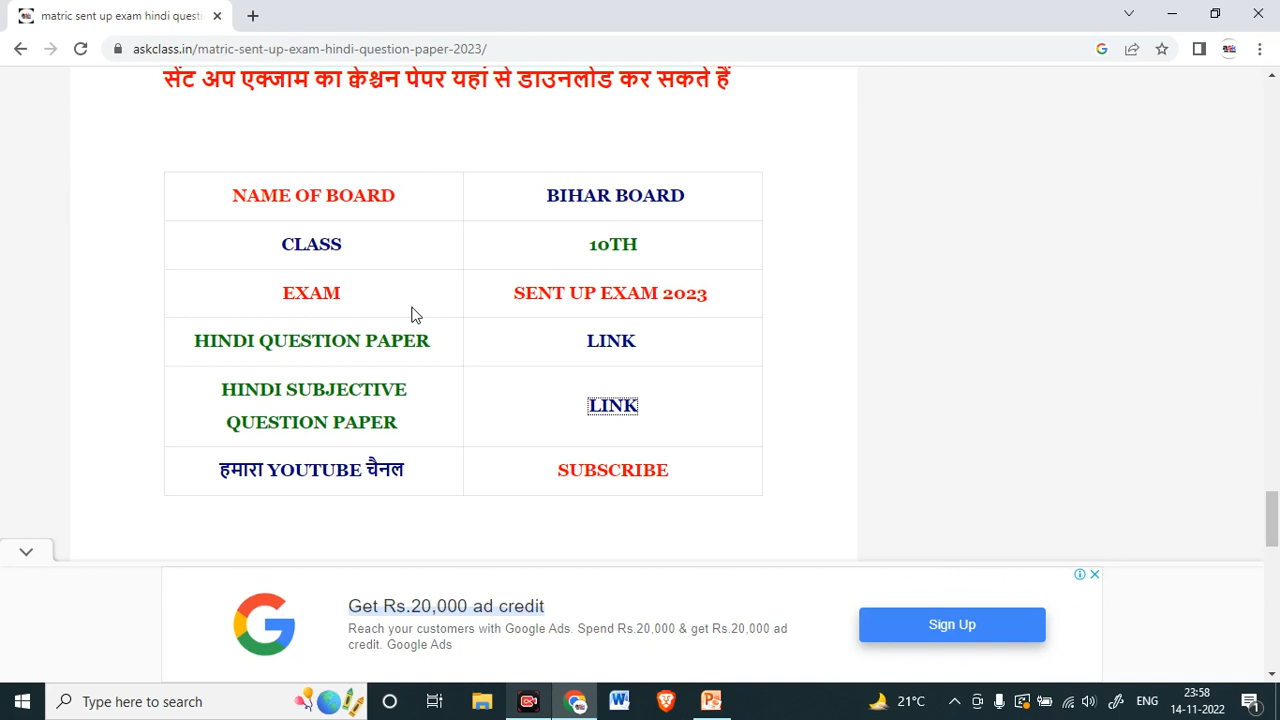 matric sent up exam hindi quest
askclass.in/matric-sent-up-exam-hindi-question-paper-2023/
सेंट अप एक्जाम का क्वेश्चन पेपर यहां से डाउनलोड कर सकते हैं
NAME OF BOARD BIHAR BOARD
CLASS 10TH
EXAM SENT UP EXAM 2023
HINDI QUESTION PAPER LINK
HINDI SUBJECTIVE
QUESTION PAPER LINK
हमारा YOUTUBE चैनल SUBSCRIBE
Get Rs.20,000 ad credit
Reach your customers with Google Ads. Spend Rs.20,000 & get Rs.20,000 ad
credit. Google Ads
Sign Up
Type here to search
21°C
ENG
23:58
14-11-2022
1